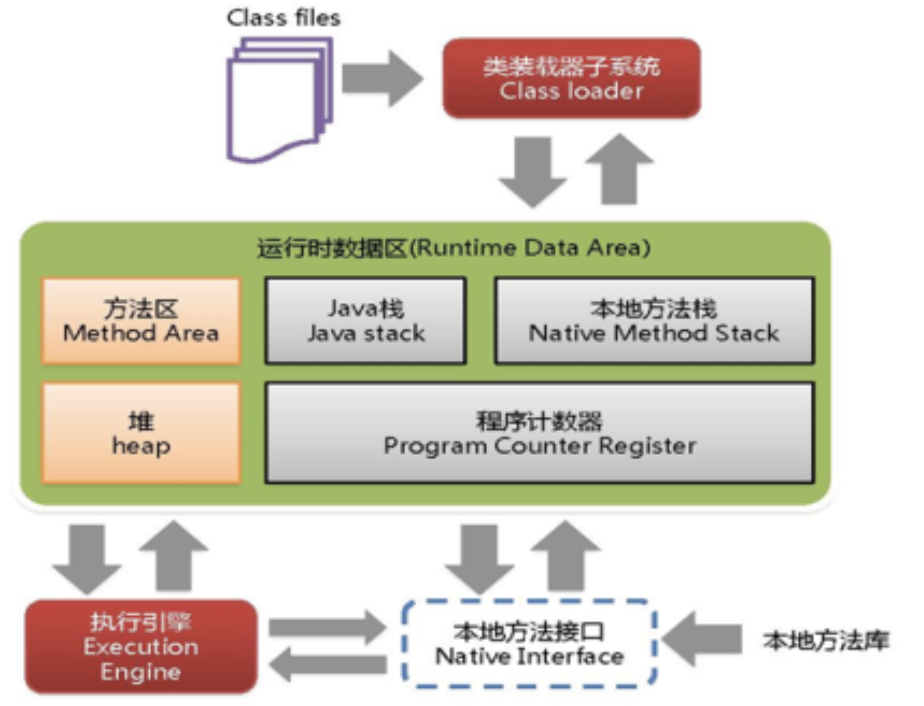 Class files
类装载器子系统
Class loader
运行时数据区(Runtime Data Area)
方法区
Method Area
Java栈
Java stack
本地方法栈
Native Method Stack
堆
heap
程序计数器
Program Counter Register
执行引擎
Execution
Engine
本地方法接口
Native Interface
本地方法库